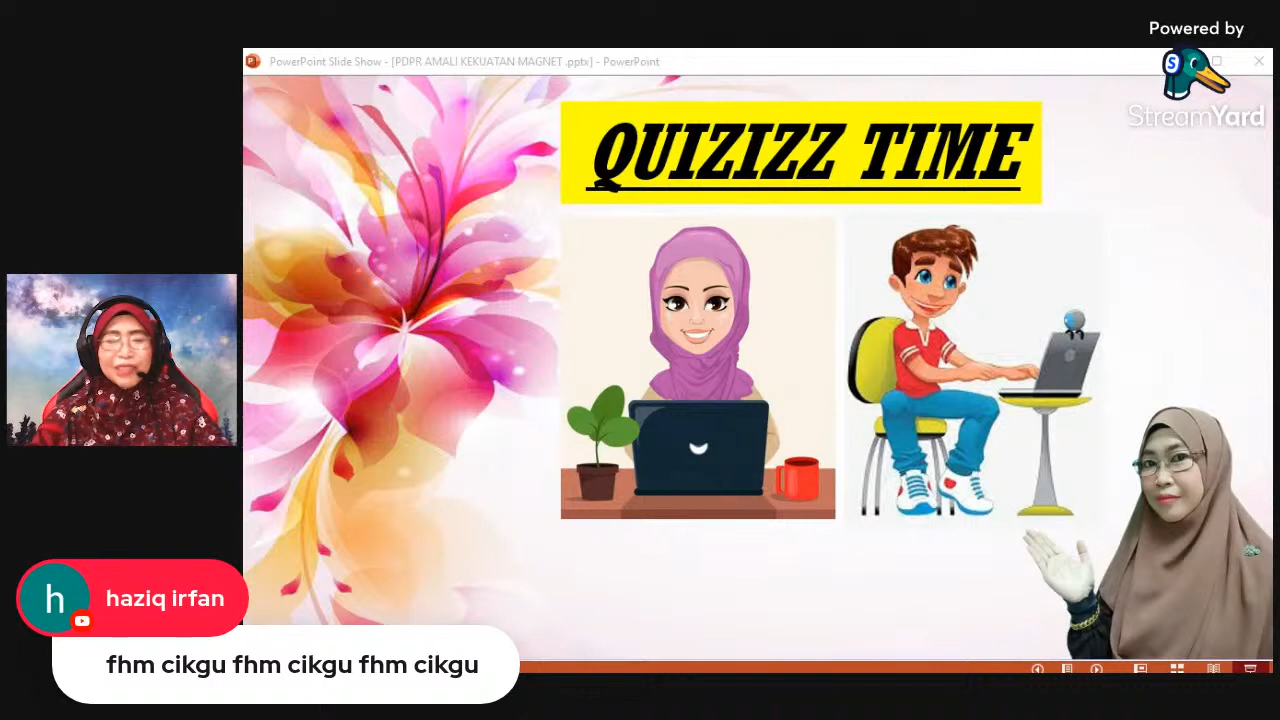 Powered by
PowerPoint Slide Show - [PDPR AMALI KEKUATAN MAGNET .pptx] - PowerPoint
S
StreamYard
QUIZIZZ TIME
h
haziq irfan
fhm cikgu fhm cikgu fhm cikgu